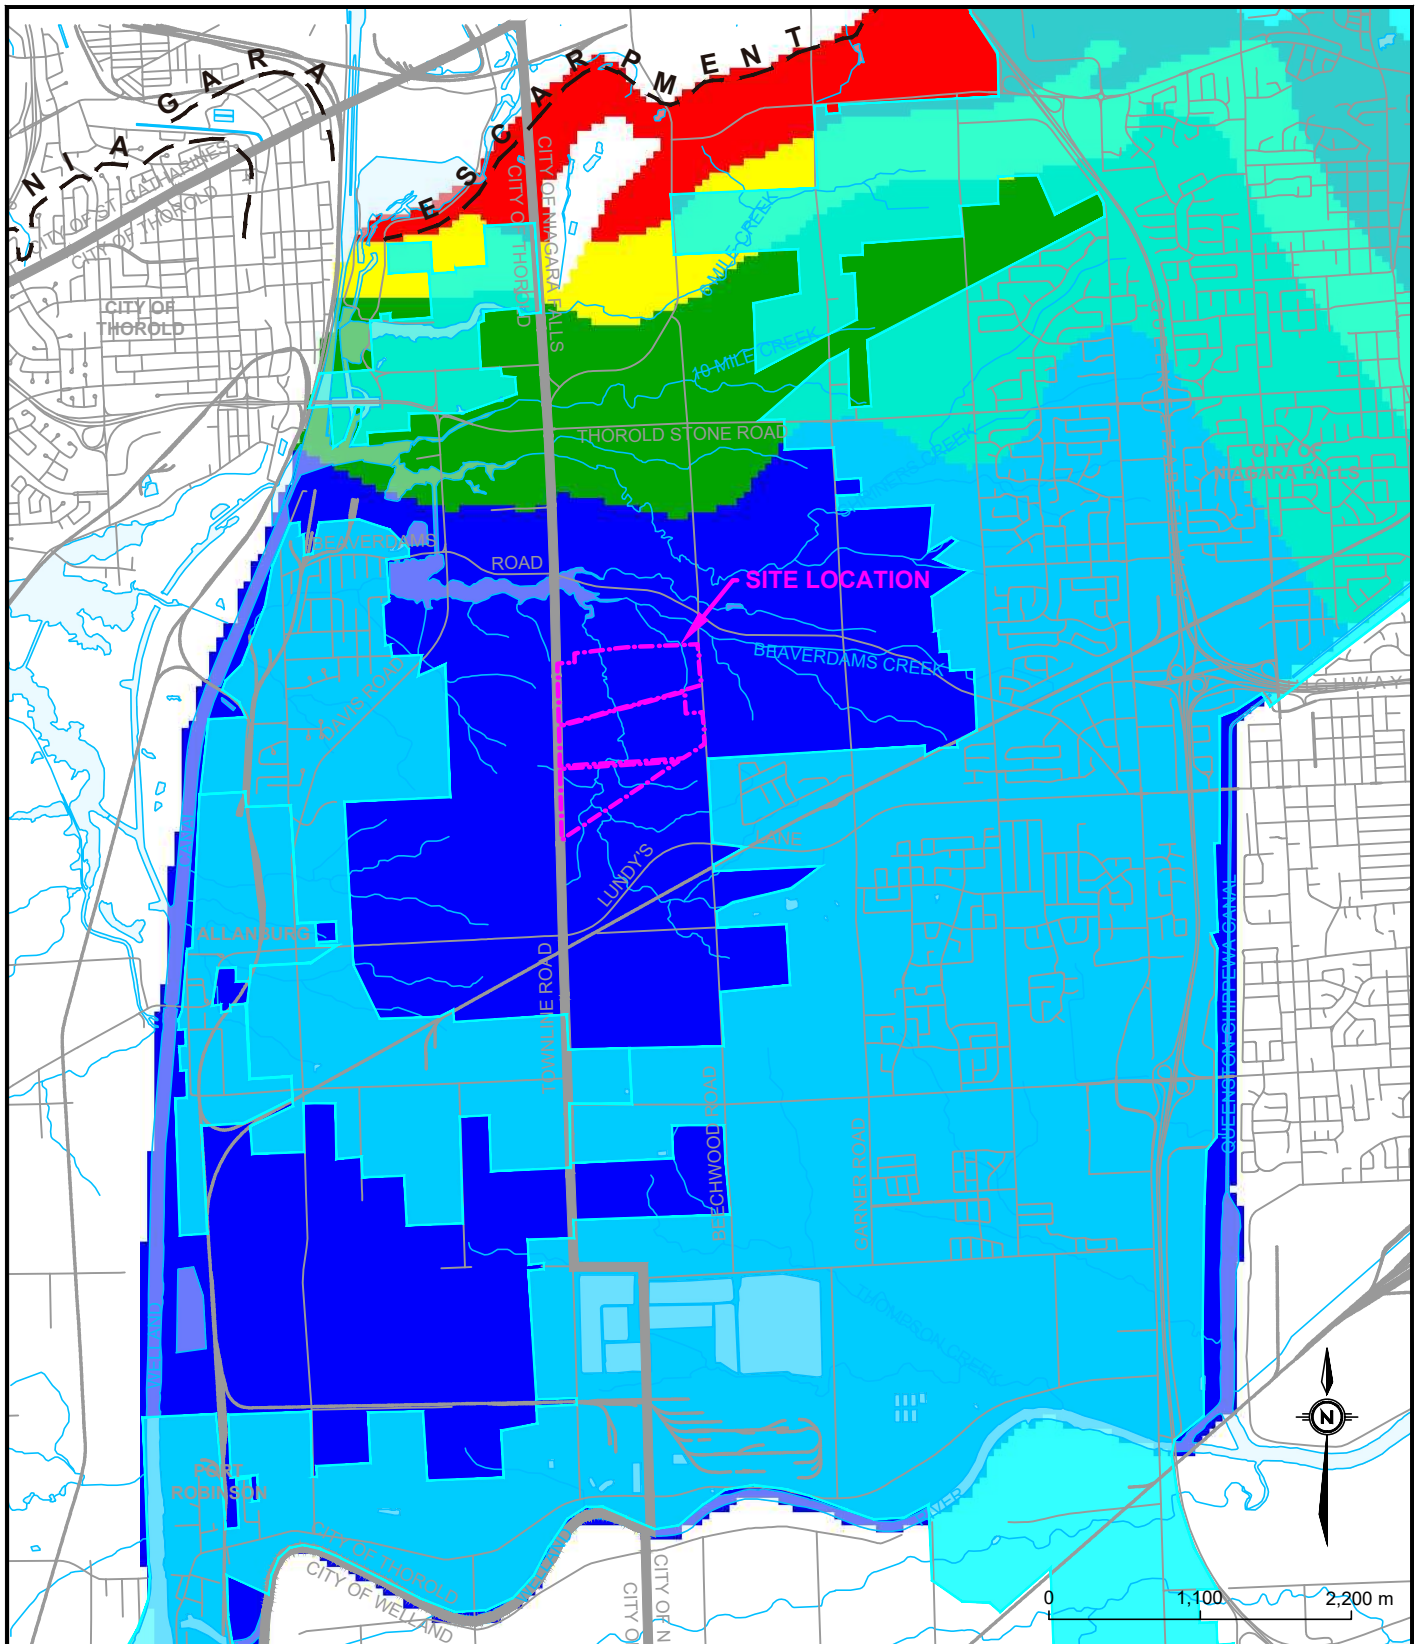 NIAGARA
ESCARPMENT
CITY OF ST. CATHARINES
CITY OF THOROLD
CITY OF NIAGARA FALLS
CITY OF THOROLD
CITY OF
THOROLD
8 MILE CREEK
10 MILE CREEK
THOROLD STONE ROAD
CITY OF
NIAGARA FALLS
BEAVERDAMS
ROAD
SITE LOCATION
BEAVERDAMS CREEK
DAVIS ROAD
LUNDY'S
LANE
ALLANBURG
TOWNLINE ROAD
BEECHWOOD ROAD
GARNER ROAD
QUEENSTON-CHIPPEWA CANAL
THOMPSON CREEK
N
PORT
ROBINSON
CITY OF THOROLD
CITY OF WELLAND
CITY O
CITY OF N
0
1,100
2,200 m